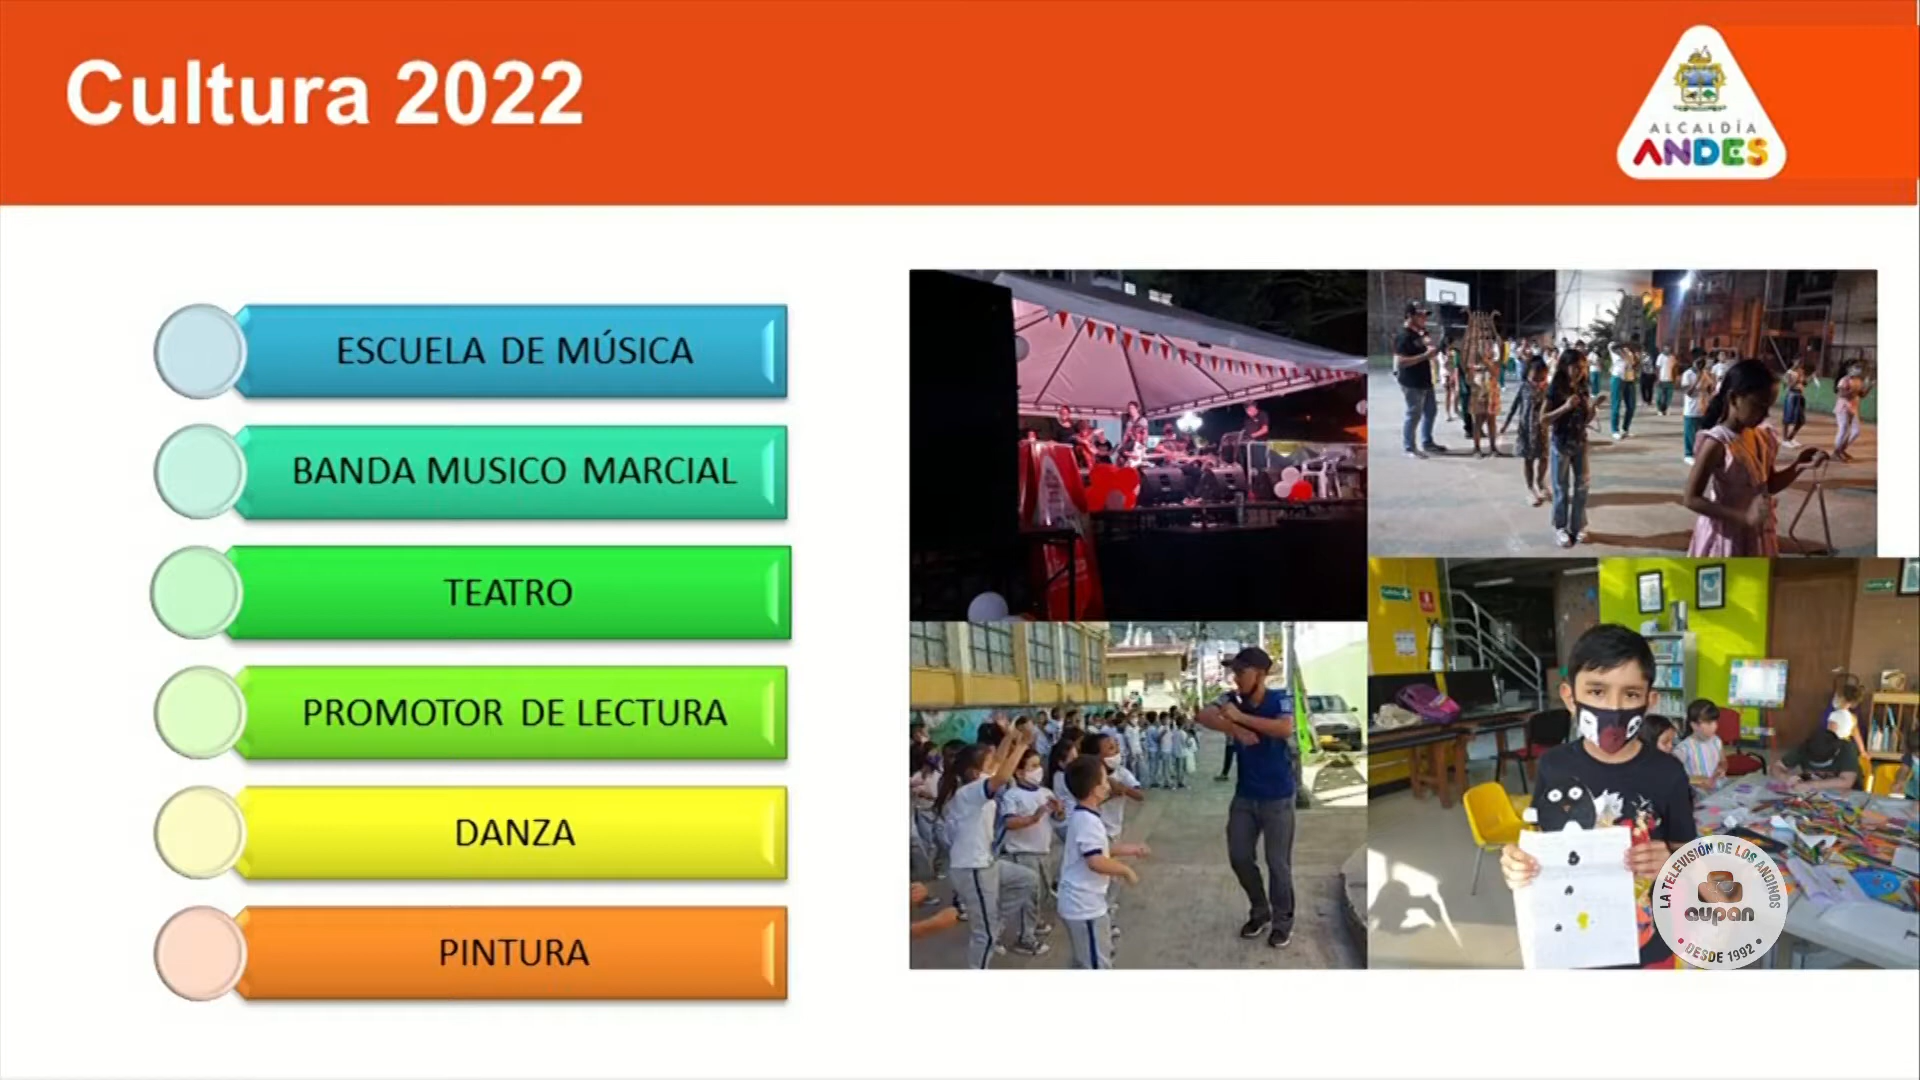 Cultura 2022
ALCALDÍA
ANDES
ESCUELA DE MÚSICA
BANDA MUSICO MARCIAL
TEATRO
PROMOTOR DE LECTURA
DANZA
PINTURA
LA TELEVISIÓN DE LOS ANDINOS
aupan
• DESDE 1992 •